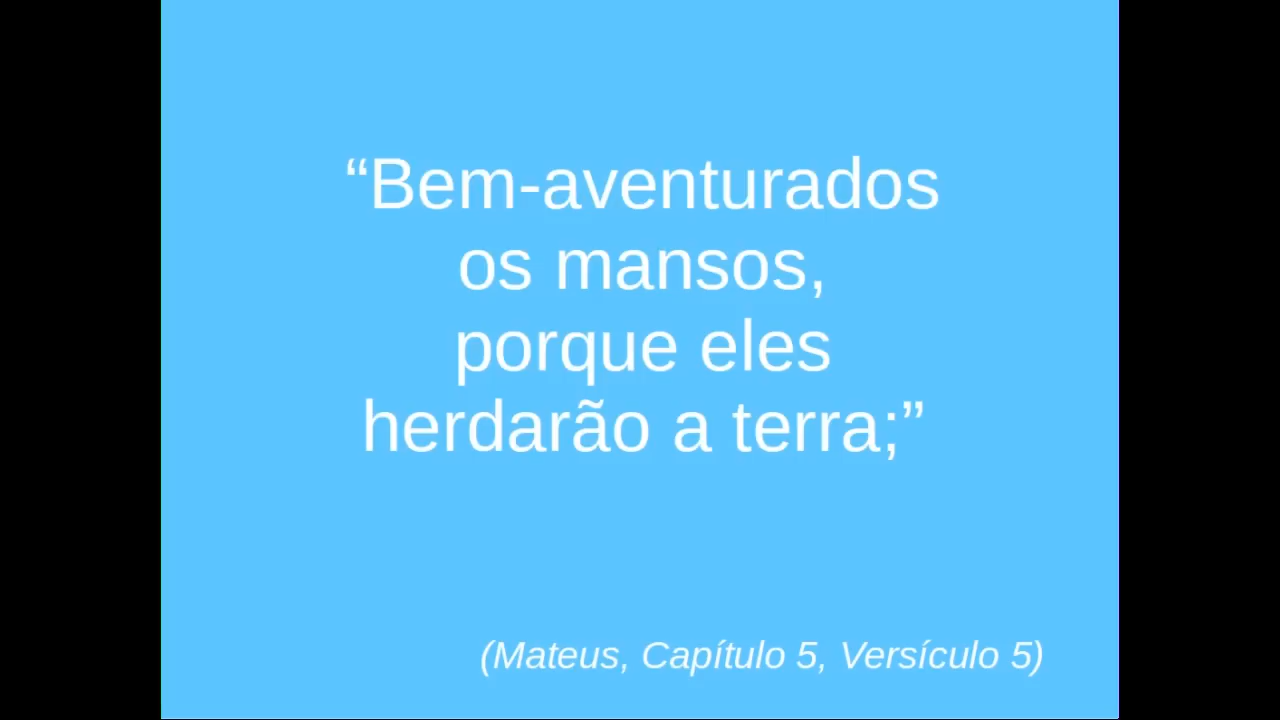 “Bem-aventurados
os mansos,
porque eles
herdarão a terra;”
(Mateus, Capítulo 5, Versículo 5)